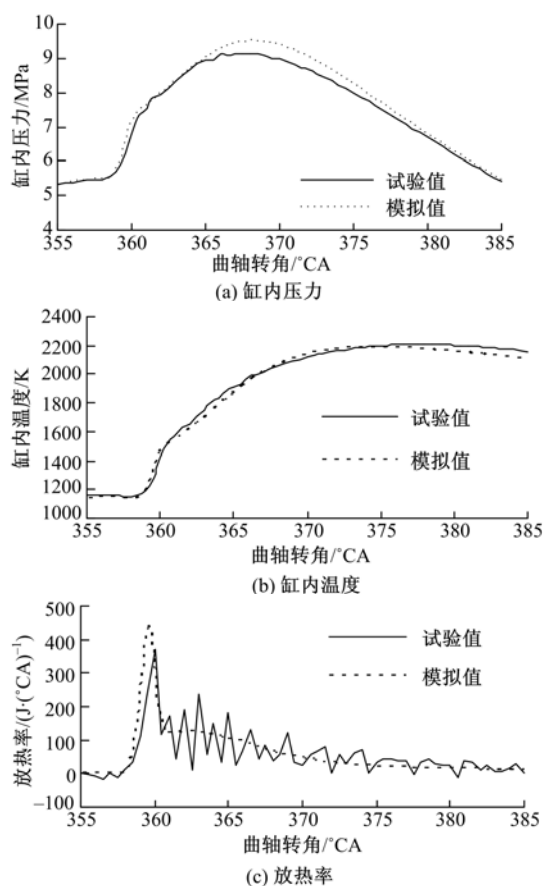 10
9
8
7
6
5
4
缸内压力/MPa
试验值
模拟值
355 360 365 370 375 380 385
曲轴转角/°CA
(a) 缸内压力
2400
2200
2000
1800
1600
1400
1200
1000
缸内温度/K
试验值
模拟值
355 360 365 370 375 380 385
曲轴转角/°CA
(b) 缸内温度
500
400
300
200
100
0
–100
放热率/(J·(°CA)⁻¹)
试验值
模拟值
355 360 365 370 375 380 385
曲轴转角/°CA
(c) 放热率